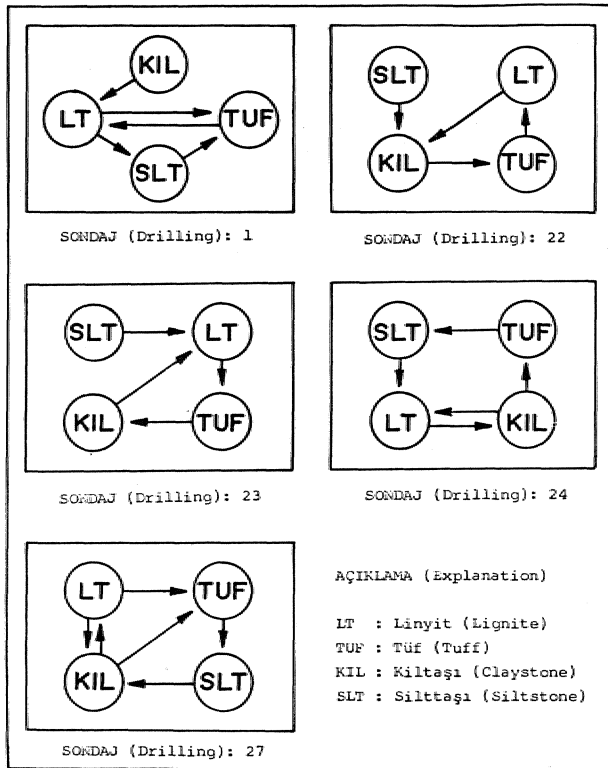 KIL
LT TUF
SLT
SONDAJ (Drilling): 1
SLT LT
KIL TUF
SONDAJ (Drilling): 22
SLT LT
KIL TUF
SONDAJ (Drilling): 23
SLT TUF
LT KIL
SONDAJ (Drilling): 24
LT TUF
KIL SLT
SONDAJ (Drilling): 27
AÇIKLAMA (Explanation)
LT : Linyit (Lignite)
TUF : Tüf (Tuff)
KIL : Kiltaşı (Claystone)
SLT : Silttaşı (Siltstone)